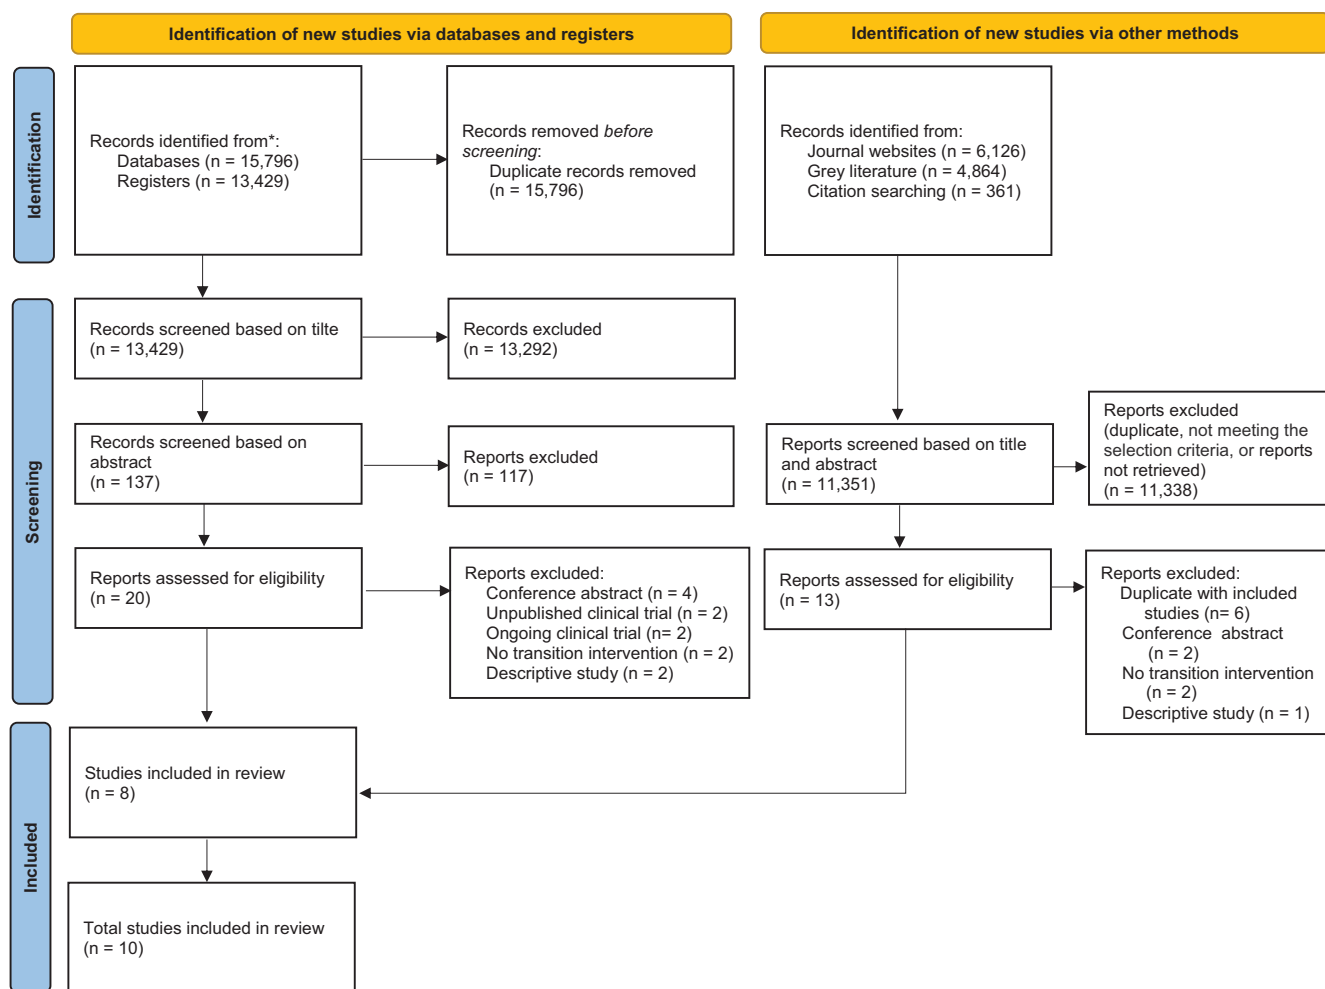 Identification of new studies via databases and registers
Identification of new studies via other methods
Identification
Records identified from*:
Databases (n = 15,796)
Registers (n = 13,429)
Records removed before
screening:
Duplicate records removed
(n = 15,796)
Records identified from:
Journal websites (n = 6,126)
Grey literature (n = 4,864)
Citation searching (n = 361)
Screening
Records screened based on tilte
(n = 13,429)
Records excluded
(n = 13,292)
Records screened based on
abstract
(n = 137)
Reports excluded
(n = 117)
Reports screened based on title
and abstract
(n = 11,351)
Reports excluded
(duplicate, not meeting the
selection criteria, or reports
not retrieved)
(n = 11,338)
Reports assessed for eligibility
(n = 20)
Reports excluded:
Conference abstract (n = 4)
Unpublished clinical trial (n = 2)
Ongoing clinical trial (n= 2)
No transition intervention (n = 2)
Descriptive study (n = 2)
Reports assessed for eligibility
(n = 13)
Reports excluded:
Duplicate with included
studies (n= 6)
Conference abstract
(n = 2)
No transition intervention
(n = 2)
Descriptive study (n = 1)
Included
Studies included in review
(n = 8)
Total studies included in review
(n = 10)